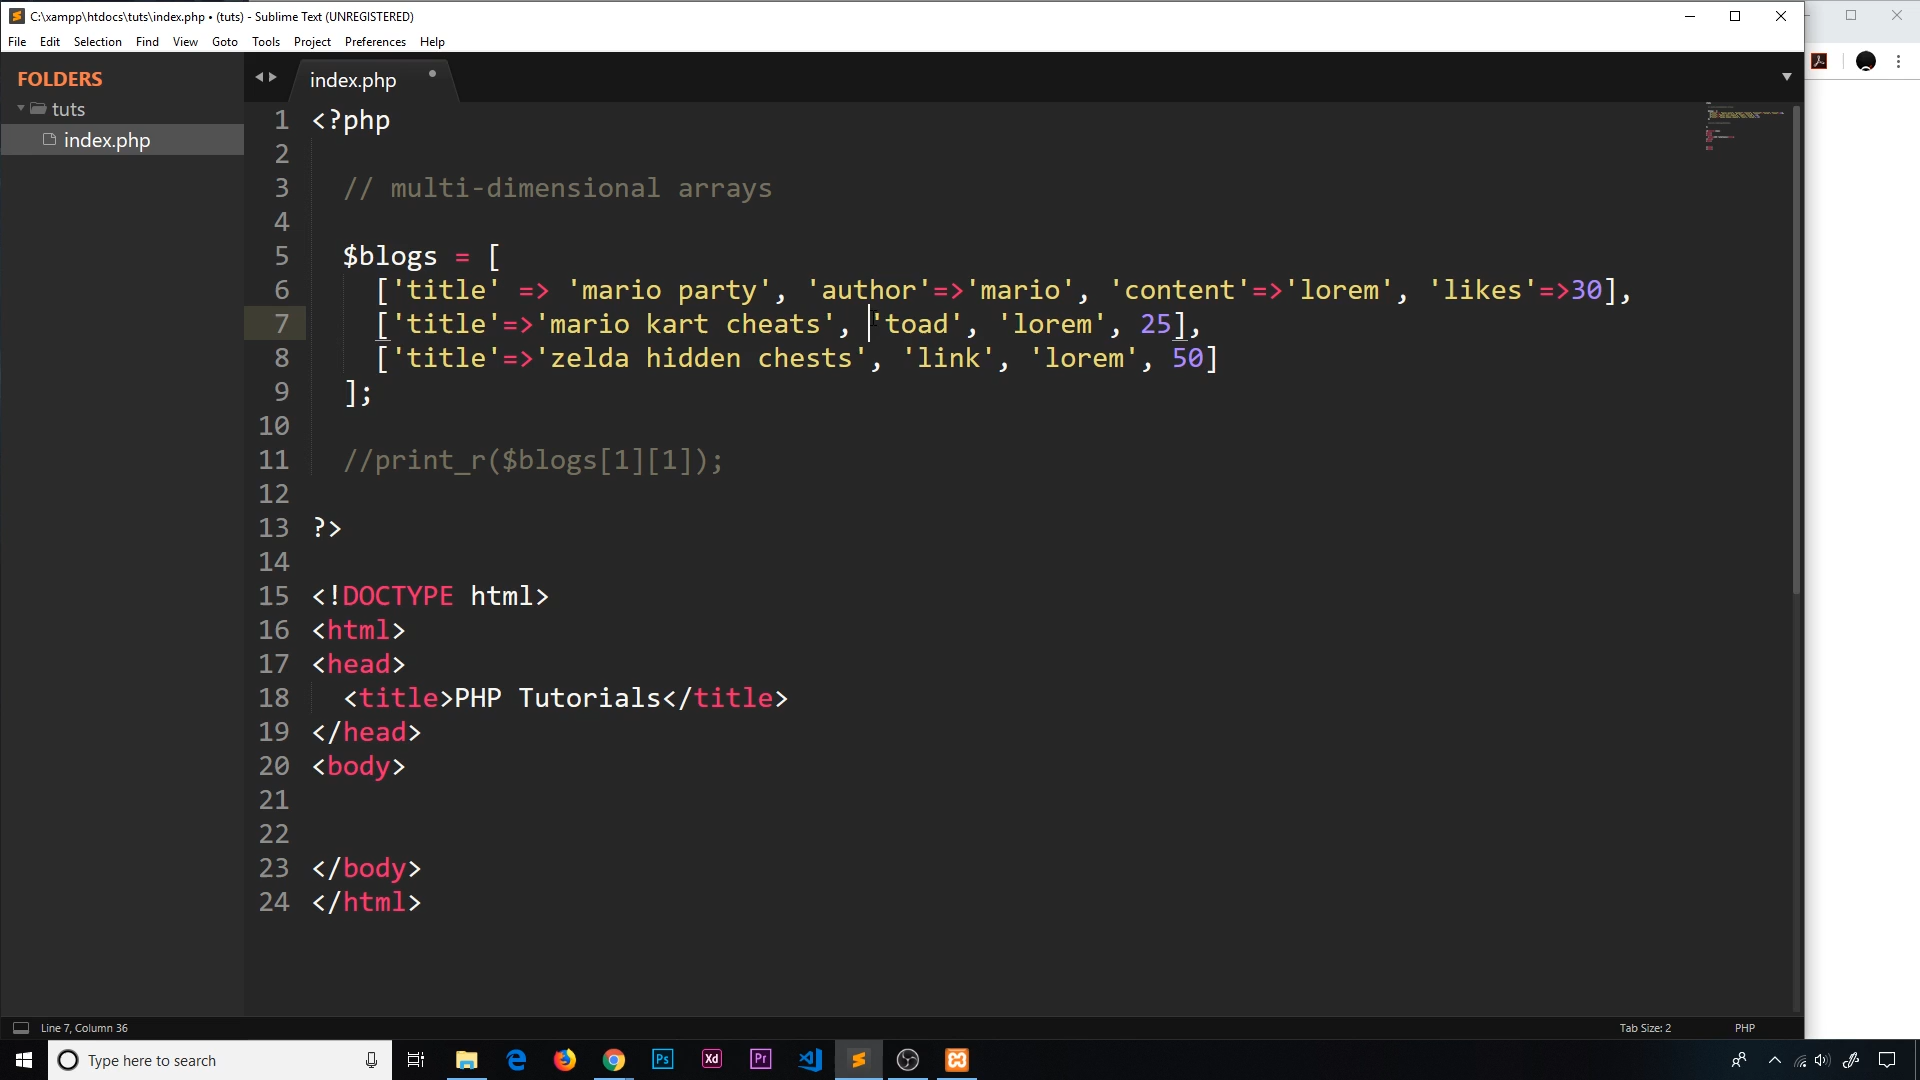 C:\xampp\htdocs\tuts\index.php • (tuts) - Sublime Text (UNREGISTERED)
File Edit Selection Find View Goto Tools Project Preferences Help
FOLDERS
tuts
index.php
index.php
1 <?php
2
3 // multi-dimensional arrays
4
5 $blogs = [
6 ['title' => 'mario party', 'author'=>'mario', 'content'=>'lorem', 'likes'=>30],
7 ['title'=>'mario kart cheats', 'toad', 'lorem', 25],
8 ['title'=>'zelda hidden chests', 'link', 'lorem', 50]
9 ];
10
11 //print_r($blogs[1][1]);
12
13 ?>
14
15 <!DOCTYPE html>
16 <html>
17 <head>
18 <title>PHP Tutorials</title>
19 </head>
20 <body>
21
22
23 </body>
24 </html>
Line 7, Column 36
Tab Size: 2
PHP
Type here to search
Ps
Xd
Pr